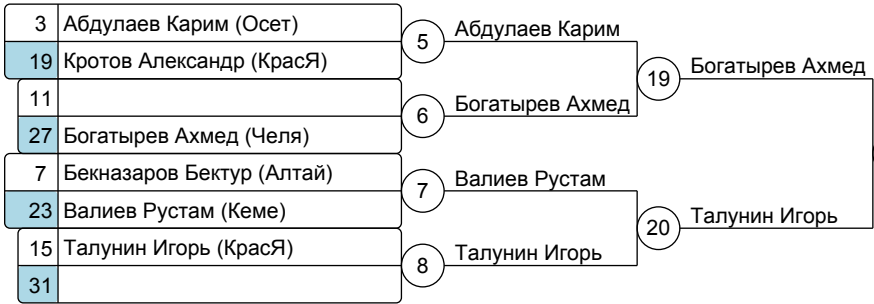 3 Абдулаев Карим (Осет)
19 Кротов Александр (КрасЯ)
5 Абдулаев Карим
11
27 Богатырев Ахмед (Челя)
6 Богатырев Ахмед
19 Богатырев Ахмед
7 Бекназаров Бектур (Алтай)
23 Валиев Рустам (Кеме)
7 Валиев Рустам
15 Талунин Игорь (КрасЯ)
31
8 Талунин Игорь
20 Талунин Игорь